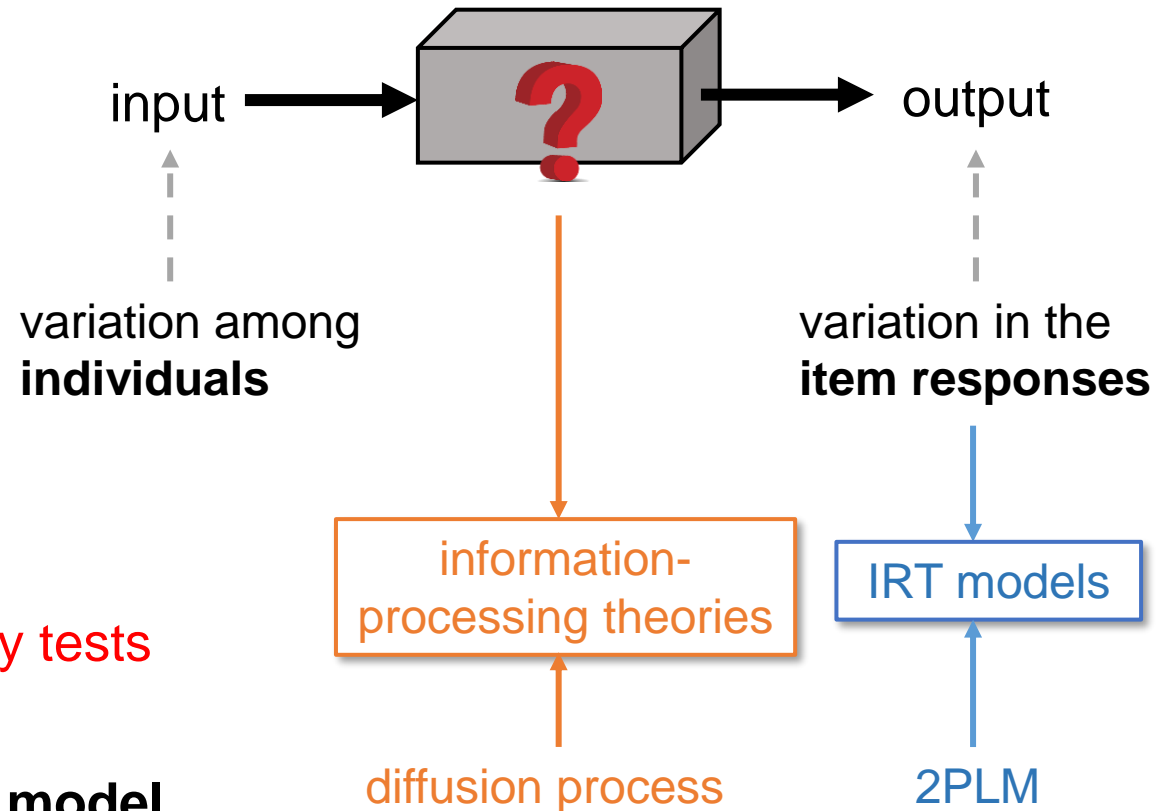 input
?
output
variation among
individuals
variation in the
item responses
information-
processing theories
IRT models
y tests
model
diffusion process
2PLM